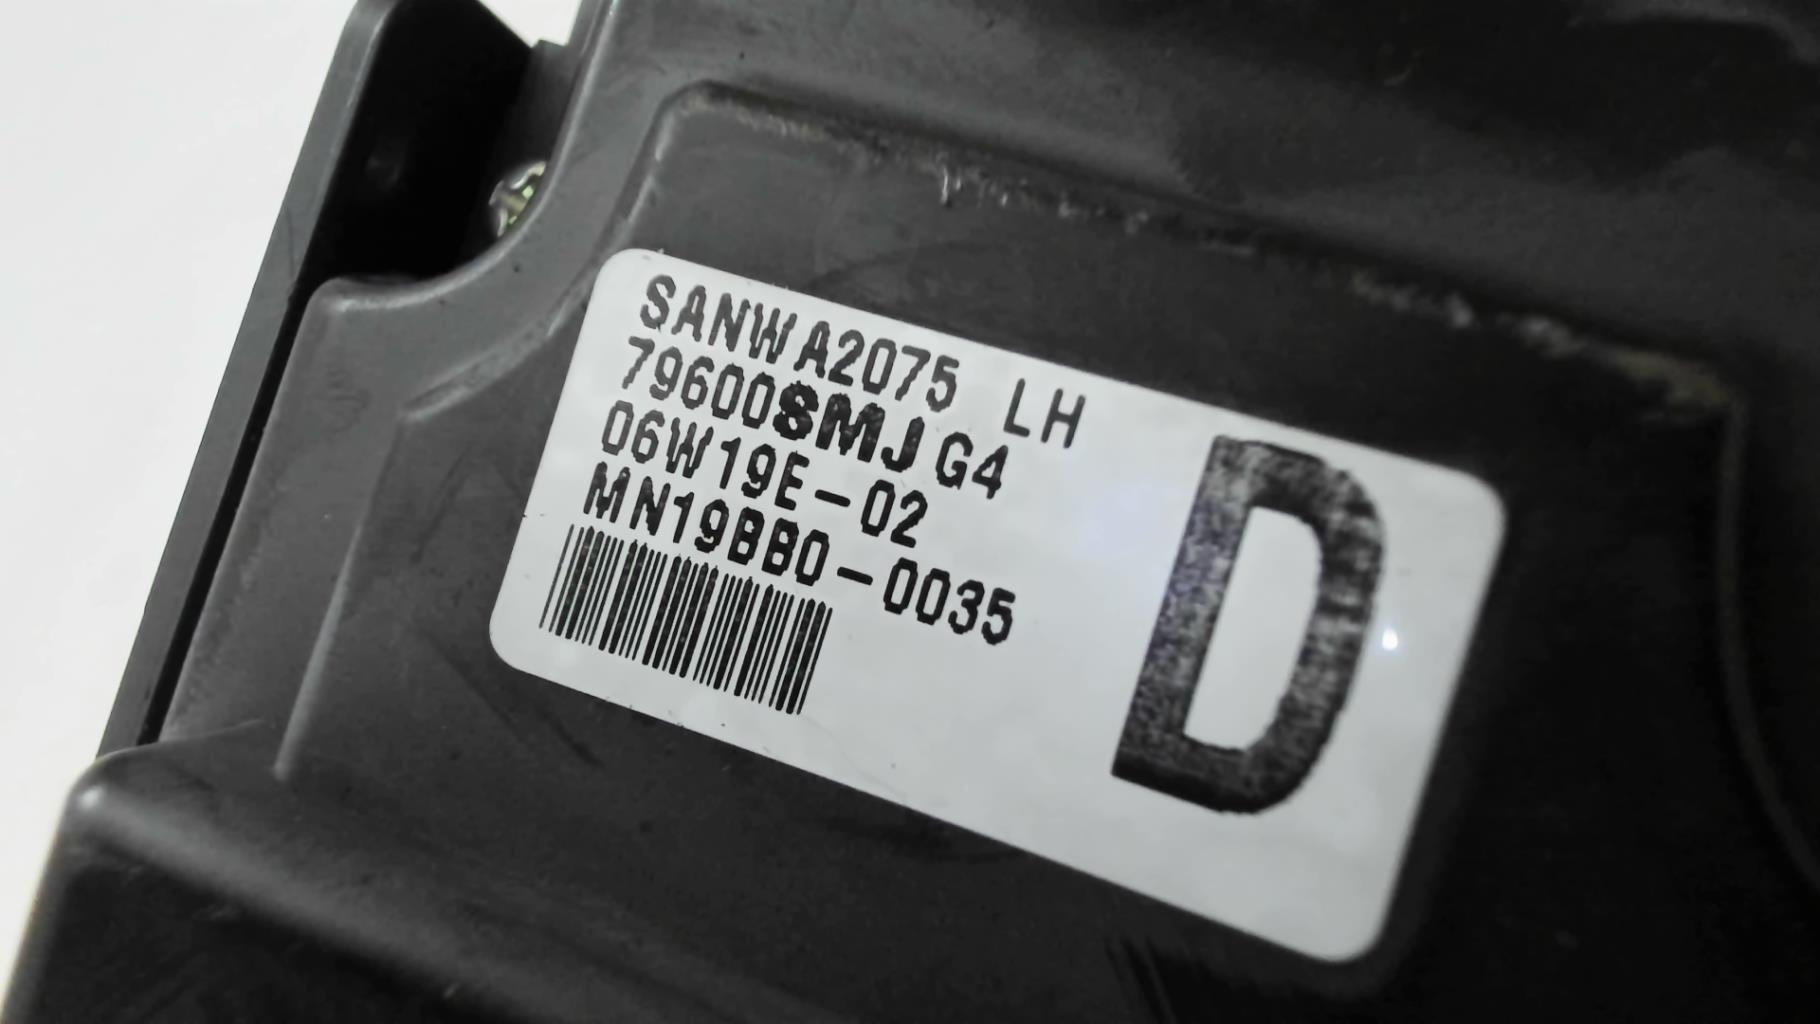 SANWA2075 LH
79600SMJ G4
06W19E-02
MN19BB0-0035
D